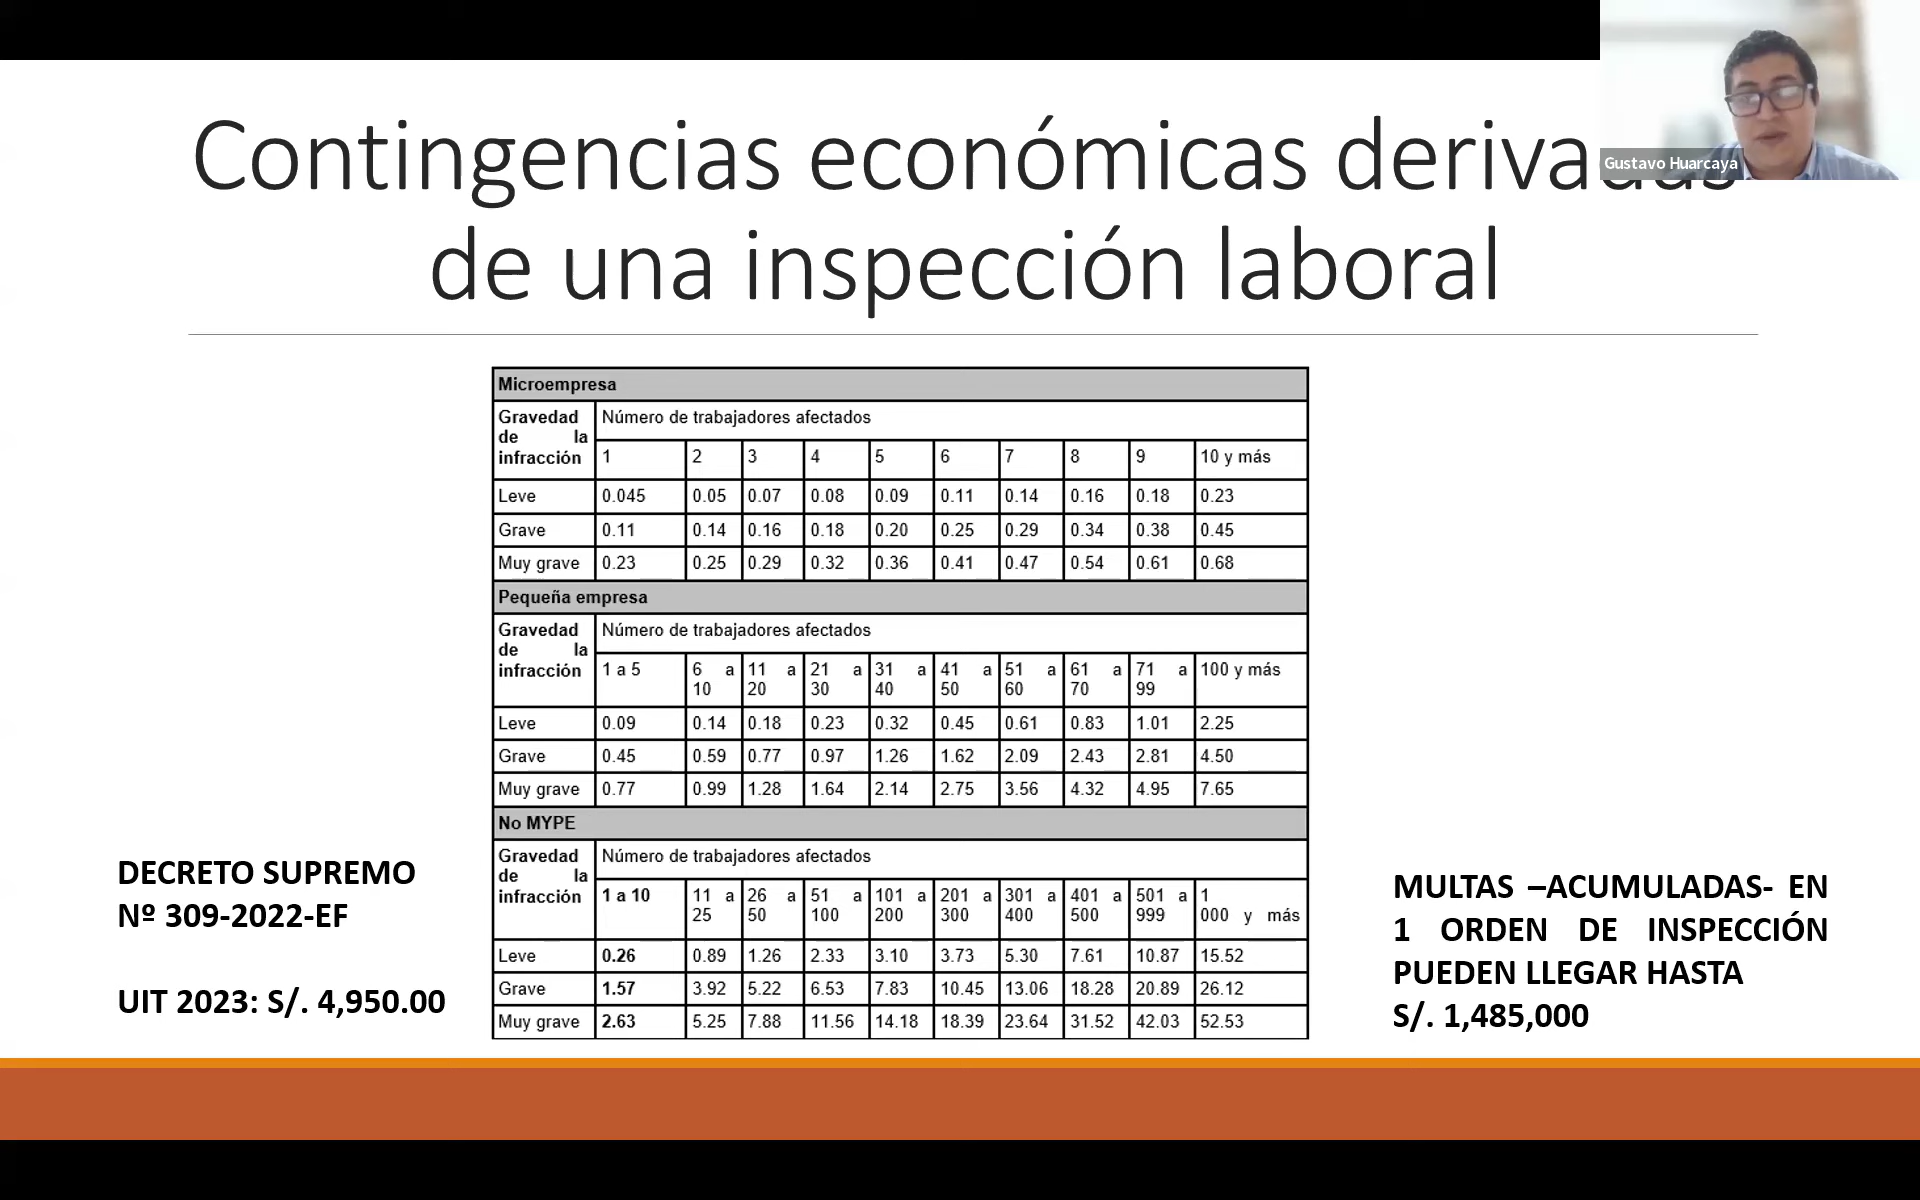 Gustavo Huarcaya
Contingencias económicas derivadas
de una inspección laboral
Microempresa
Gravedad de la infracción | Número de trabajadores afectados
1 | 2 | 3 | 4 | 5 | 6 | 7 | 8 | 9 | 10 y más
Leve | 0.045 | 0.05 | 0.07 | 0.08 | 0.09 | 0.11 | 0.14 | 0.16 | 0.18 | 0.23
Grave | 0.11 | 0.14 | 0.16 | 0.18 | 0.20 | 0.25 | 0.29 | 0.34 | 0.38 | 0.45
Muy grave | 0.23 | 0.25 | 0.29 | 0.32 | 0.36 | 0.41 | 0.47 | 0.54 | 0.61 | 0.68
Pequeña empresa
Gravedad de la infracción | Número de trabajadores afectados
1 a 5 | 6 a 10 | 11 a 20 | 21 a 30 | 31 a 40 | 41 a 50 | 51 a 60 | 61 a 70 | 71 a 99 | 100 y más
Leve | 0.09 | 0.14 | 0.18 | 0.23 | 0.32 | 0.45 | 0.61 | 0.83 | 1.01 | 2.25
Grave | 0.45 | 0.59 | 0.77 | 0.97 | 1.26 | 1.62 | 2.09 | 2.43 | 2.81 | 4.50
Muy grave | 0.77 | 0.99 | 1.28 | 1.64 | 2.14 | 2.75 | 3.56 | 4.32 | 4.95 | 7.65
No MYPE
Gravedad de la infracción | Número de trabajadores afectados
1 a 10 | 11 a 25 | 26 a 50 | 51 a 100 | 101 a 200 | 201 a 300 | 301 a 400 | 401 a 500 | 501 a 999 | 1 000 y más
Leve | 0.26 | 0.89 | 1.26 | 2.33 | 3.10 | 3.73 | 5.30 | 7.61 | 10.87 | 15.52
Grave | 1.57 | 3.92 | 5.22 | 6.53 | 7.83 | 10.45 | 13.06 | 18.28 | 20.89 | 26.12
Muy grave | 2.63 | 5.25 | 7.88 | 11.56 | 14.18 | 18.39 | 23.64 | 31.52 | 42.03 | 52.53
DECRETO SUPREMO
Nº 309-2022-EF
UIT 2023: S/. 4,950.00
MULTAS –ACUMULADAS- EN
1 ORDEN DE INSPECCIÓN
PUEDEN LLEGAR HASTA
S/. 1,485,000